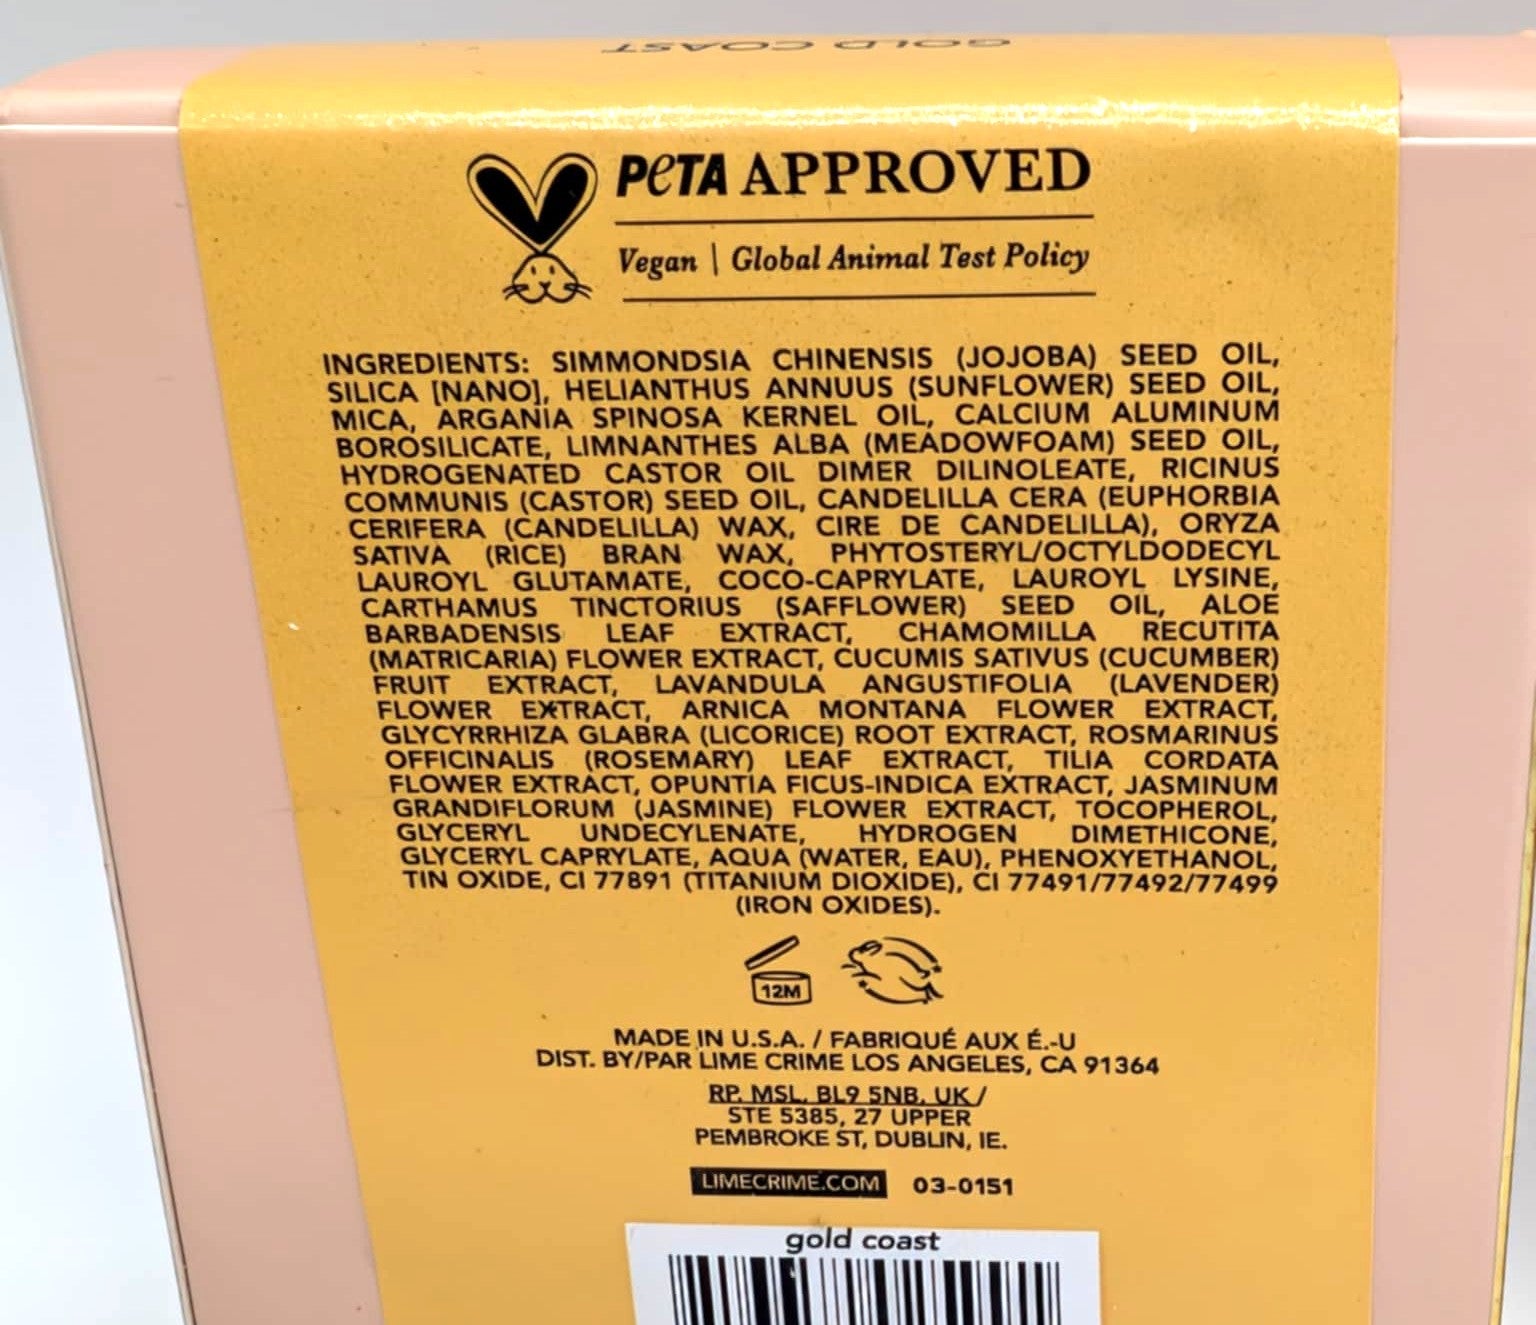 GOLD COAST
PETA APPROVED
Vegan | Global Animal Test Policy
INGREDIENTS: SIMMONDSIA CHINENSIS (JOJOBA) SEED OIL,
SILICA [NANO], HELIANTHUS ANNUUS (SUNFLOWER) SEED OIL,
MICA, ARGANIA SPINOSA KERNEL OIL, CALCIUM ALUMINUM
BOROSILICATE, LIMNANTHES ALBA (MEADOWFOAM) SEED OIL,
HYDROGENATED CASTOR OIL DIMER DILINOLEATE, RICINUS
COMMUNIS (CASTOR) SEED OIL, CANDELILLA CERA (EUPHORBIA
CERIFERA (CANDELILLA) WAX, CIRE DE CANDELILLA), ORYZA
SATIVA (RICE) BRAN WAX, PHYTOSTERYL/OCTYLDODECYL
LAUROYL GLUTAMATE, COCO-CAPRYLATE, LAUROYL LYSINE,
CARTHAMUS TINCTORIUS (SAFFLOWER) SEED OIL, ALOE
BARBADENSIS LEAF EXTRACT, CHAMOMILLA RECUTITA
(MATRICARIA) FLOWER EXTRACT, CUCUMIS SATIVUS (CUCUMBER)
FRUIT EXTRACT, LAVANDULA ANGUSTIFOLIA (LAVENDER)
FLOWER EXTRACT, ARNICA MONTANA FLOWER EXTRACT,
GLYCYRRHIZA GLABRA (LICORICE) ROOT EXTRACT, ROSMARINUS
OFFICINALIS (ROSEMARY) LEAF EXTRACT, TILIA CORDATA
FLOWER EXTRACT, OPUNTIA FICUS-INDICA EXTRACT, JASMINUM
GRANDIFLORUM (JASMINE) FLOWER EXTRACT, TOCOPHEROL,
GLYCERYL UNDECYLENATE, HYDROGEN DIMETHICONE,
GLYCERYL CAPRYLATE, AQUA (WATER, EAU), PHENOXYETHANOL,
TIN OXIDE, CI 77891 (TITANIUM DIOXIDE), CI 77491/77492/77499
(IRON OXIDES).
12M
MADE IN U.S.A. / FABRIQUÉ AUX É.-U
DIST. BY/PAR LIME CRIME LOS ANGELES, CA 91364
RP. MSL, BL9 5NB, UK /
STE 5385, 27 UPPER
PEMBROKE ST, DUBLIN, IE.
LIMECRIME.COM 03-0151
gold coast